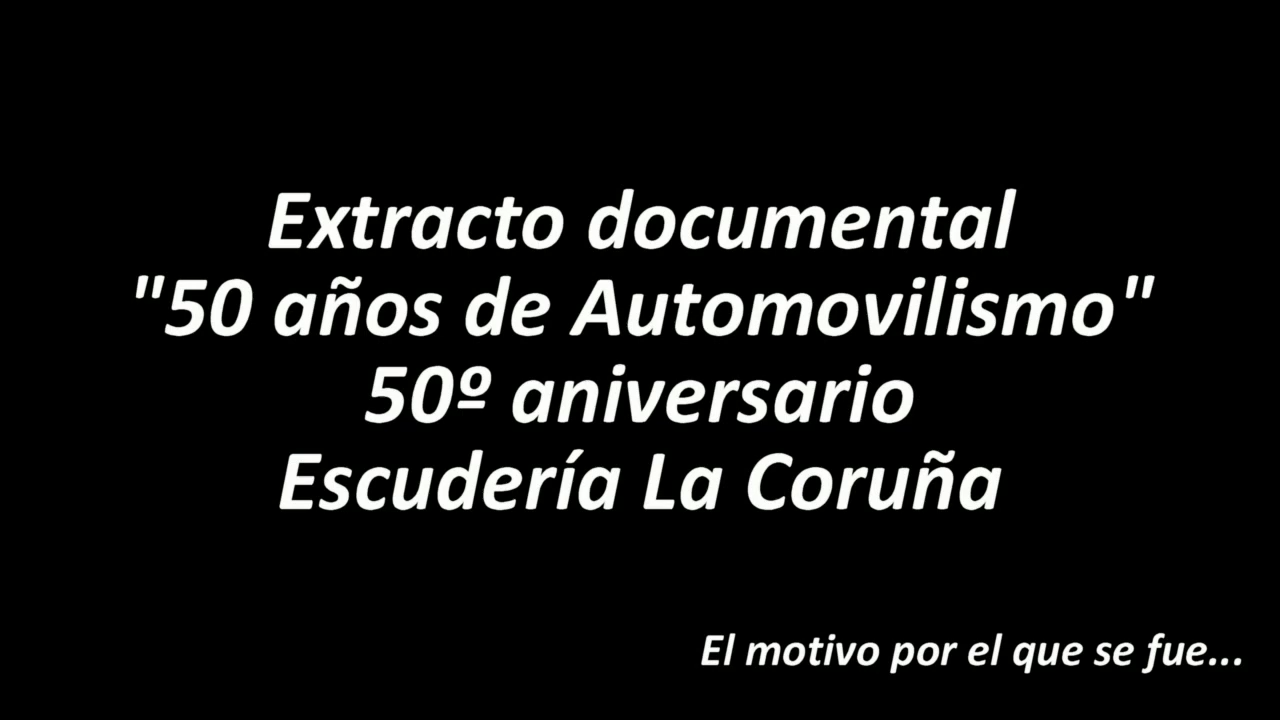 Extracto documental
"50 años de Automovilismo"
50º aniversario
Escudería La Coruña
El motivo por el que se fue...